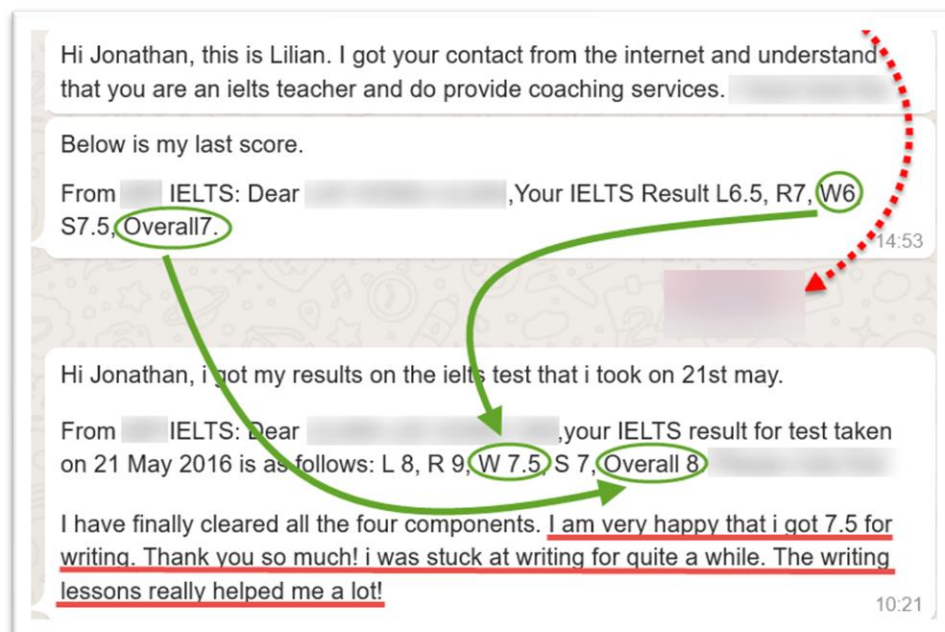 Hi Jonathan, this is Lilian. I got your contact from the internet and understand
that you are an ielts teacher and do provide coaching services.
Below is my last score.
From IELTS: Dear ,Your IELTS Result L6.5, R7, W6
S7.5, Overall7.
14:53
Hi Jonathan, i got my results on the ielts test that i took on 21st may.
From IELTS: Dear ,your IELTS result for test taken
on 21 May 2016 is as follows: L 8, R 9, W 7.5, S 7, Overall 8
I have finally cleared all the four components. I am very happy that i got 7.5 for
writing. Thank you so much! i was stuck at writing for quite a while. The writing
lessons really helped me a lot!
10:21